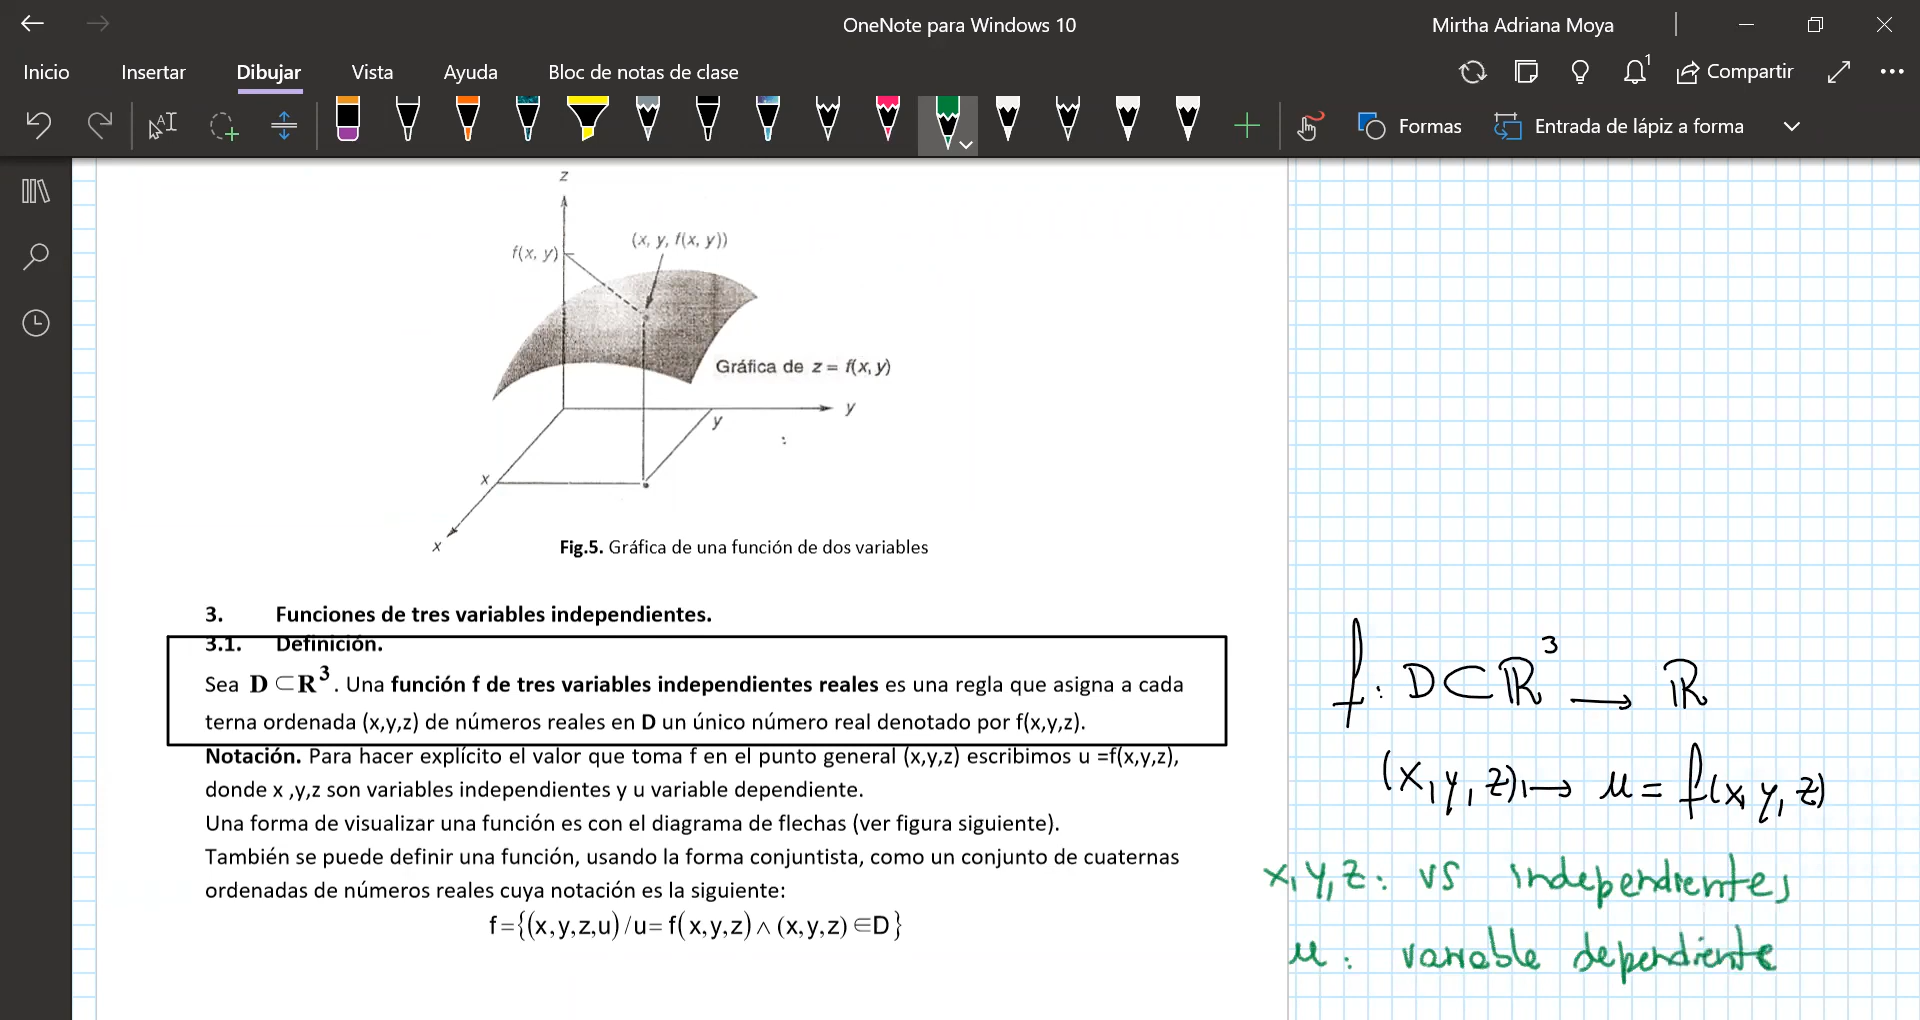 OneNote para Windows 10
Mirtha Adriana Moya
Inicio Insertar Dibujar Vista Ayuda Bloc de notas de clase
1 Compartir
Formas Entrada de lápiz a forma
z
f(x, y)
(x, y, f(x, y))
Gráfica de z = f(x, y)
y
y
x
x
Fig.5. Gráfica de una función de dos variables
3. Funciones de tres variables independientes.
3.1. Definición.
Sea D ⊂ R³. Una función f de tres variables independientes reales es una regla que asigna a cada
terna ordenada (x,y,z) de números reales en D un único número real denotado por f(x,y,z).
Notación. Para hacer explícito el valor que toma f en el punto general (x,y,z) escribimos u =f(x,y,z),
donde x ,y,z son variables independientes y u variable dependiente.
Una forma de visualizar una función es con el diagrama de flechas (ver figura siguiente).
También se puede definir una función, usando la forma conjuntista, como un conjunto de cuaternas
ordenadas de números reales cuya notación es la siguiente:
f={(x,y,z,u)/u= f(x,y,z)∧(x,y,z)∈D}
f: D⊂ℝ³ → ℝ
(x,y,z) ↦ u = f(x,y,z)
x,y,z: vs independientes
u: variable dependiente